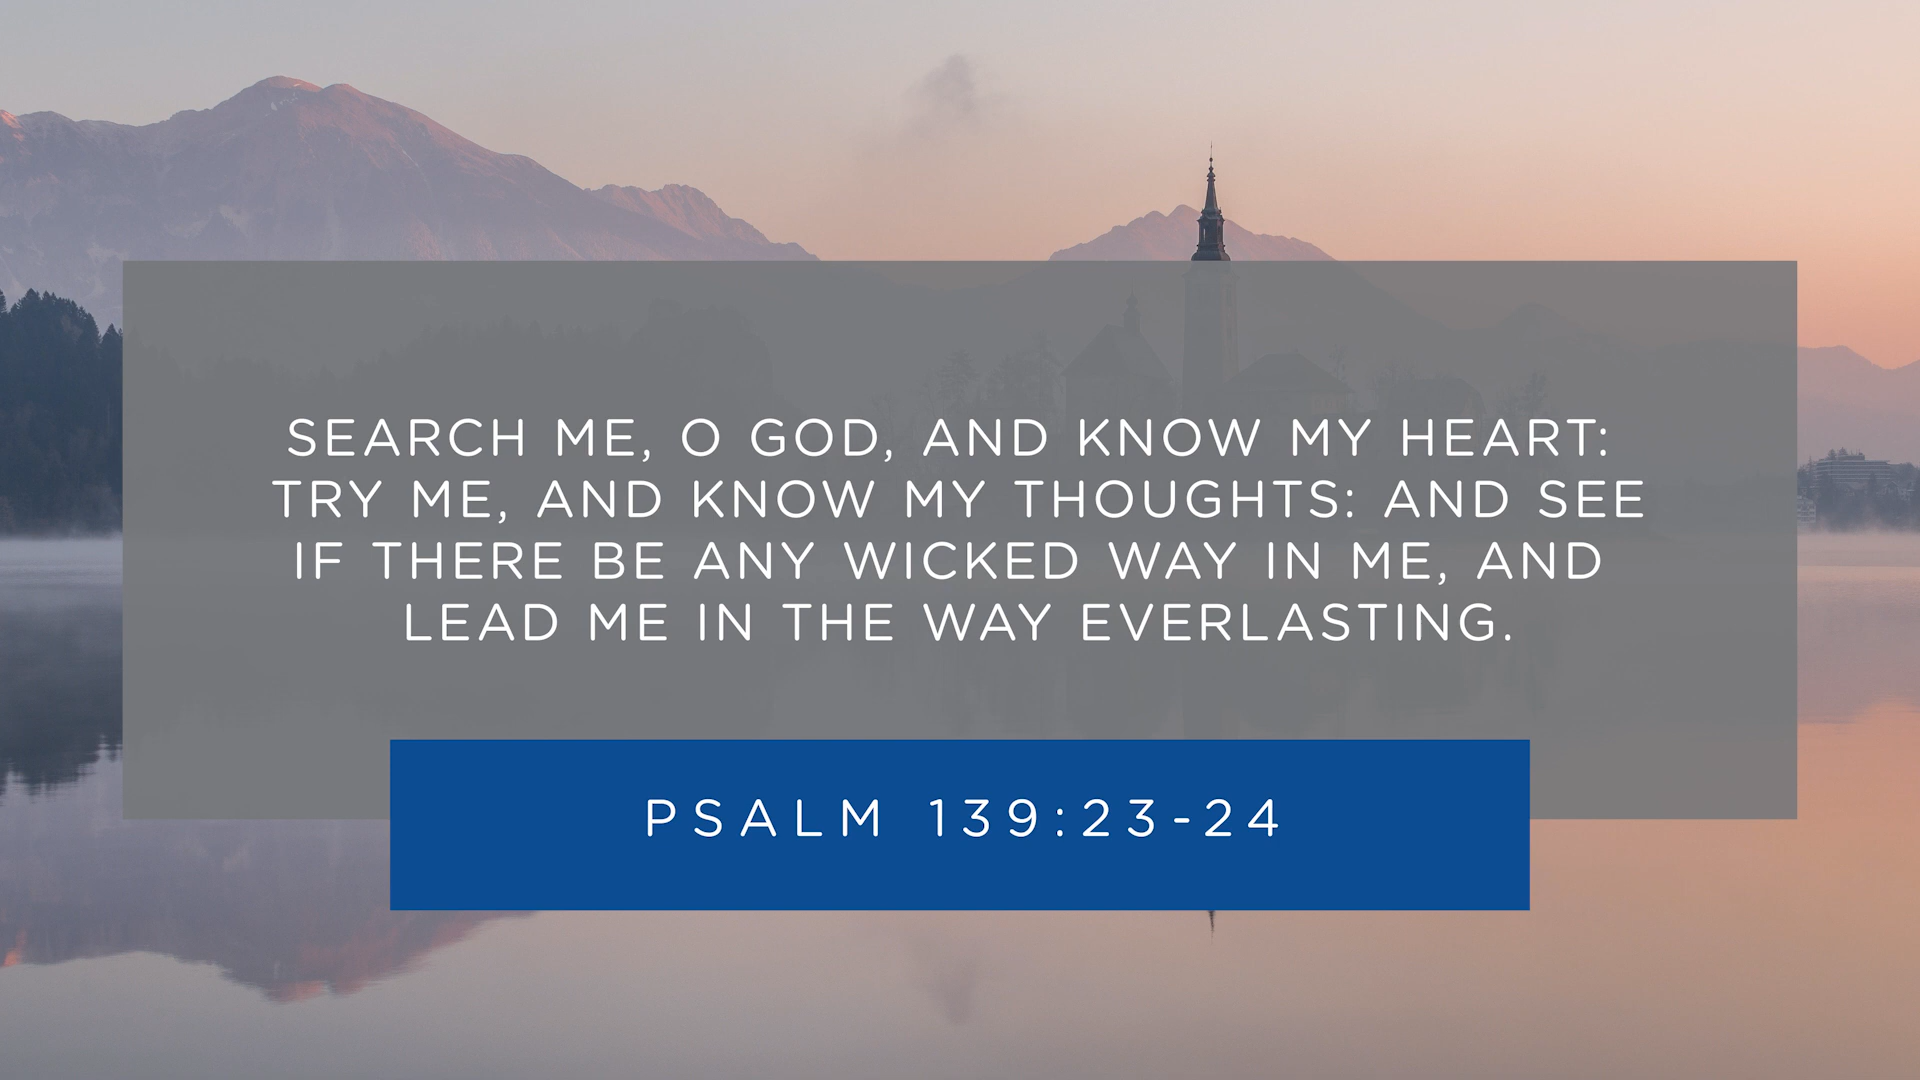 SEARCH ME, O GOD, AND KNOW MY HEART:
TRY ME, AND KNOW MY THOUGHTS: AND SEE
IF THERE BE ANY WICKED WAY IN ME, AND
LEAD ME IN THE WAY EVERLASTING.
PSALM 139:23-24